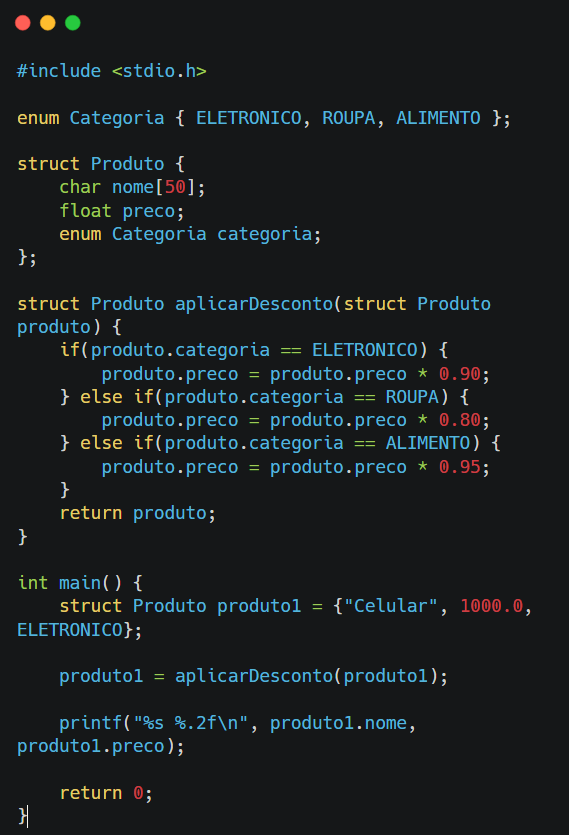 #include <stdio.h>

enum Categoria { ELETRONICO, ROUPA, ALIMENTO };

struct Produto {
    char nome[50];
    float preco;
    enum Categoria categoria;
};

struct Produto aplicarDesconto(struct Produto
produto) {
    if(produto.categoria == ELETRONICO) {
        produto.preco = produto.preco * 0.90;
    } else if(produto.categoria == ROUPA) {
        produto.preco = produto.preco * 0.80;
    } else if(produto.categoria == ALIMENTO) {
        produto.preco = produto.preco * 0.95;
    }
    return produto;
}

int main() {
    struct Produto produto1 = {"Celular", 1000.0,
ELETRONICO};

    produto1 = aplicarDesconto(produto1);

    printf("%s %.2f\n", produto1.nome,
produto1.preco);

    return 0;
}